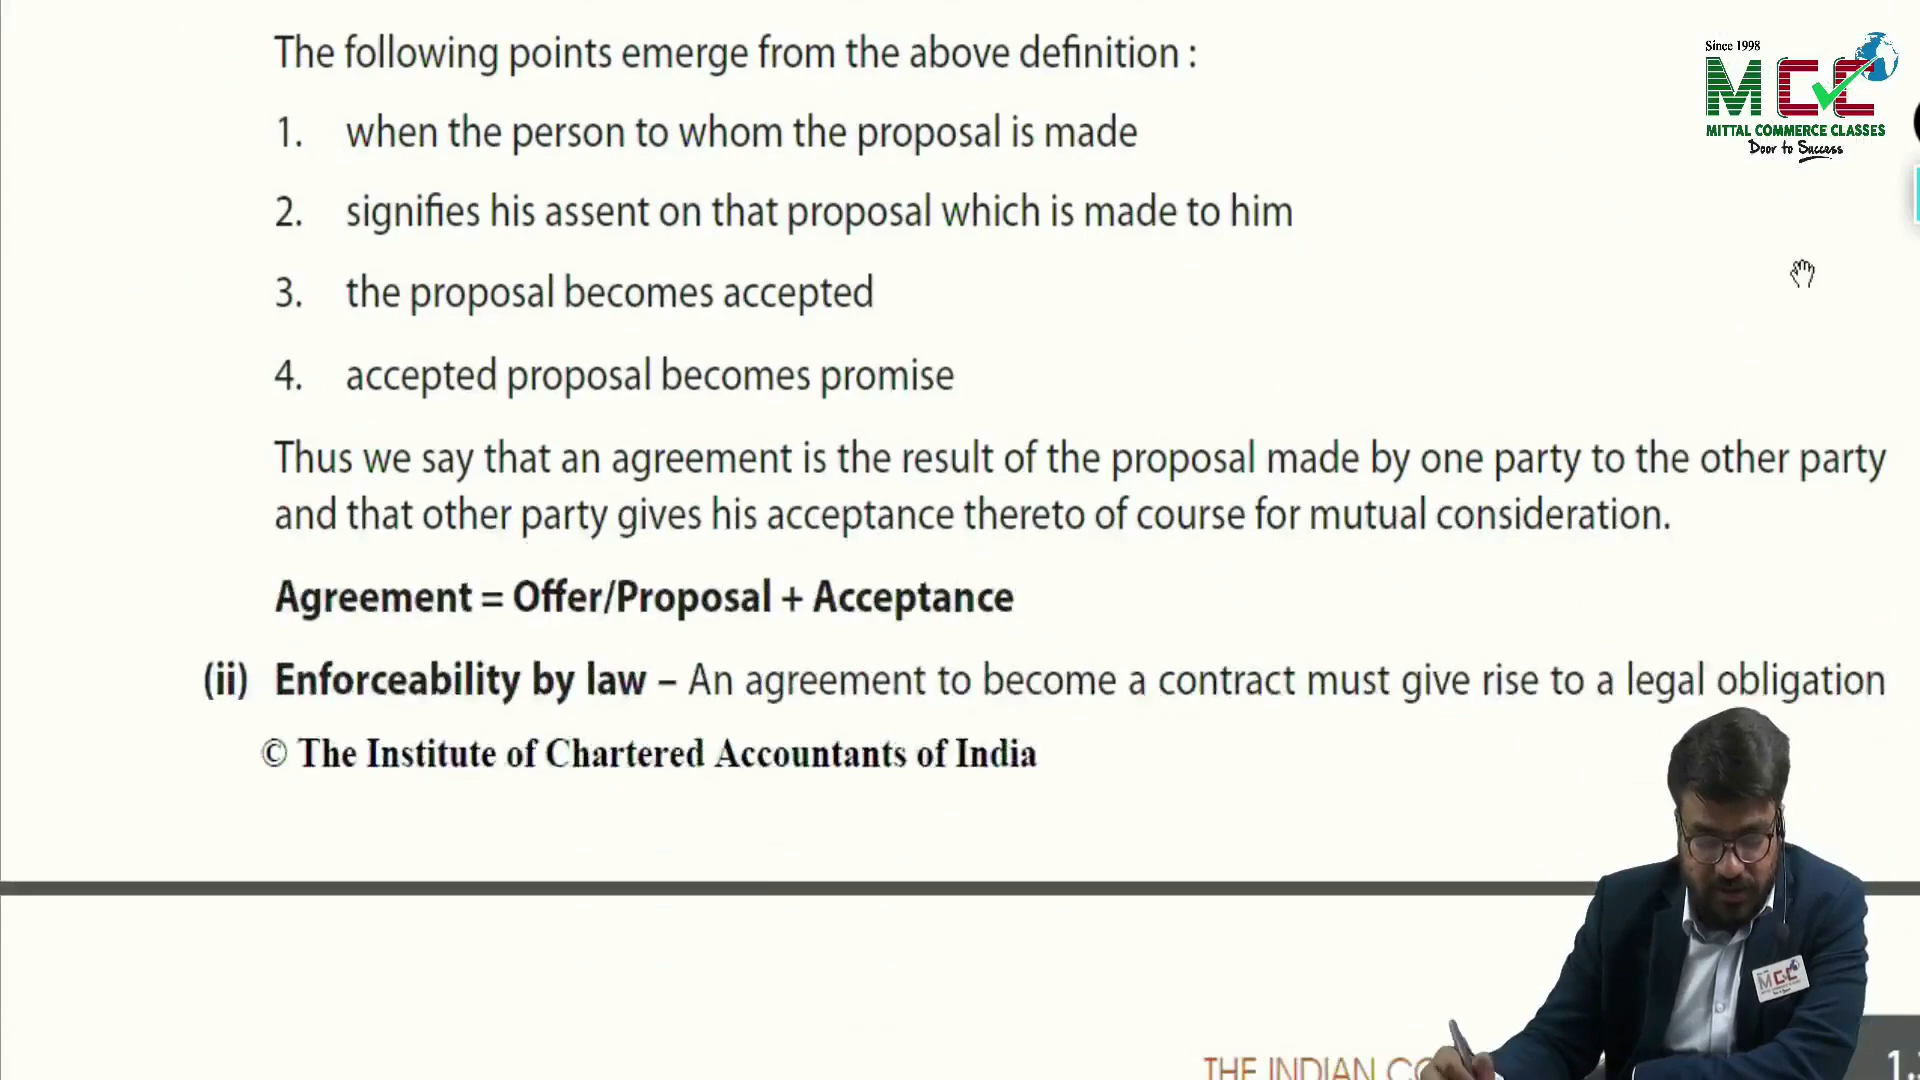 The following points emerge from the above definition :
Since 1998
MCC
MITTAL COMMERCE CLASSES
Door to Success
1. when the person to whom the proposal is made
2. signifies his assent on that proposal which is made to him
3. the proposal becomes accepted
4. accepted proposal becomes promise
Thus we say that an agreement is the result of the proposal made by one party to the other party
and that other party gives his acceptance thereto of course for mutual consideration.
Agreement = Offer/Proposal + Acceptance
(ii) Enforceability by law – An agreement to become a contract must give rise to a legal obligation
© The Institute of Chartered Accountants of India
MCC
THE INDIAN